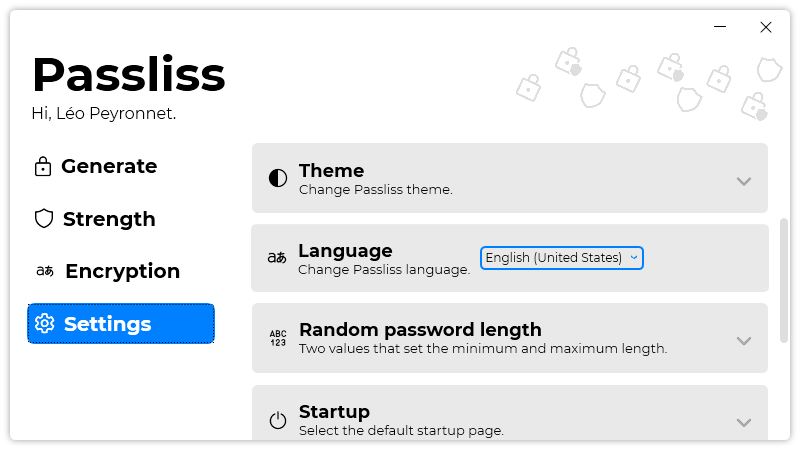 Passliss
Hi, Léo Peyronnet.
Generate
Strength
aあ Encryption
Settings
Theme
Change Passliss theme.
aあ Language
Change Passliss language.
English (United States)
ABC
123
Random password length
Two values that set the minimum and maximum length.
Startup
Select the default startup page.